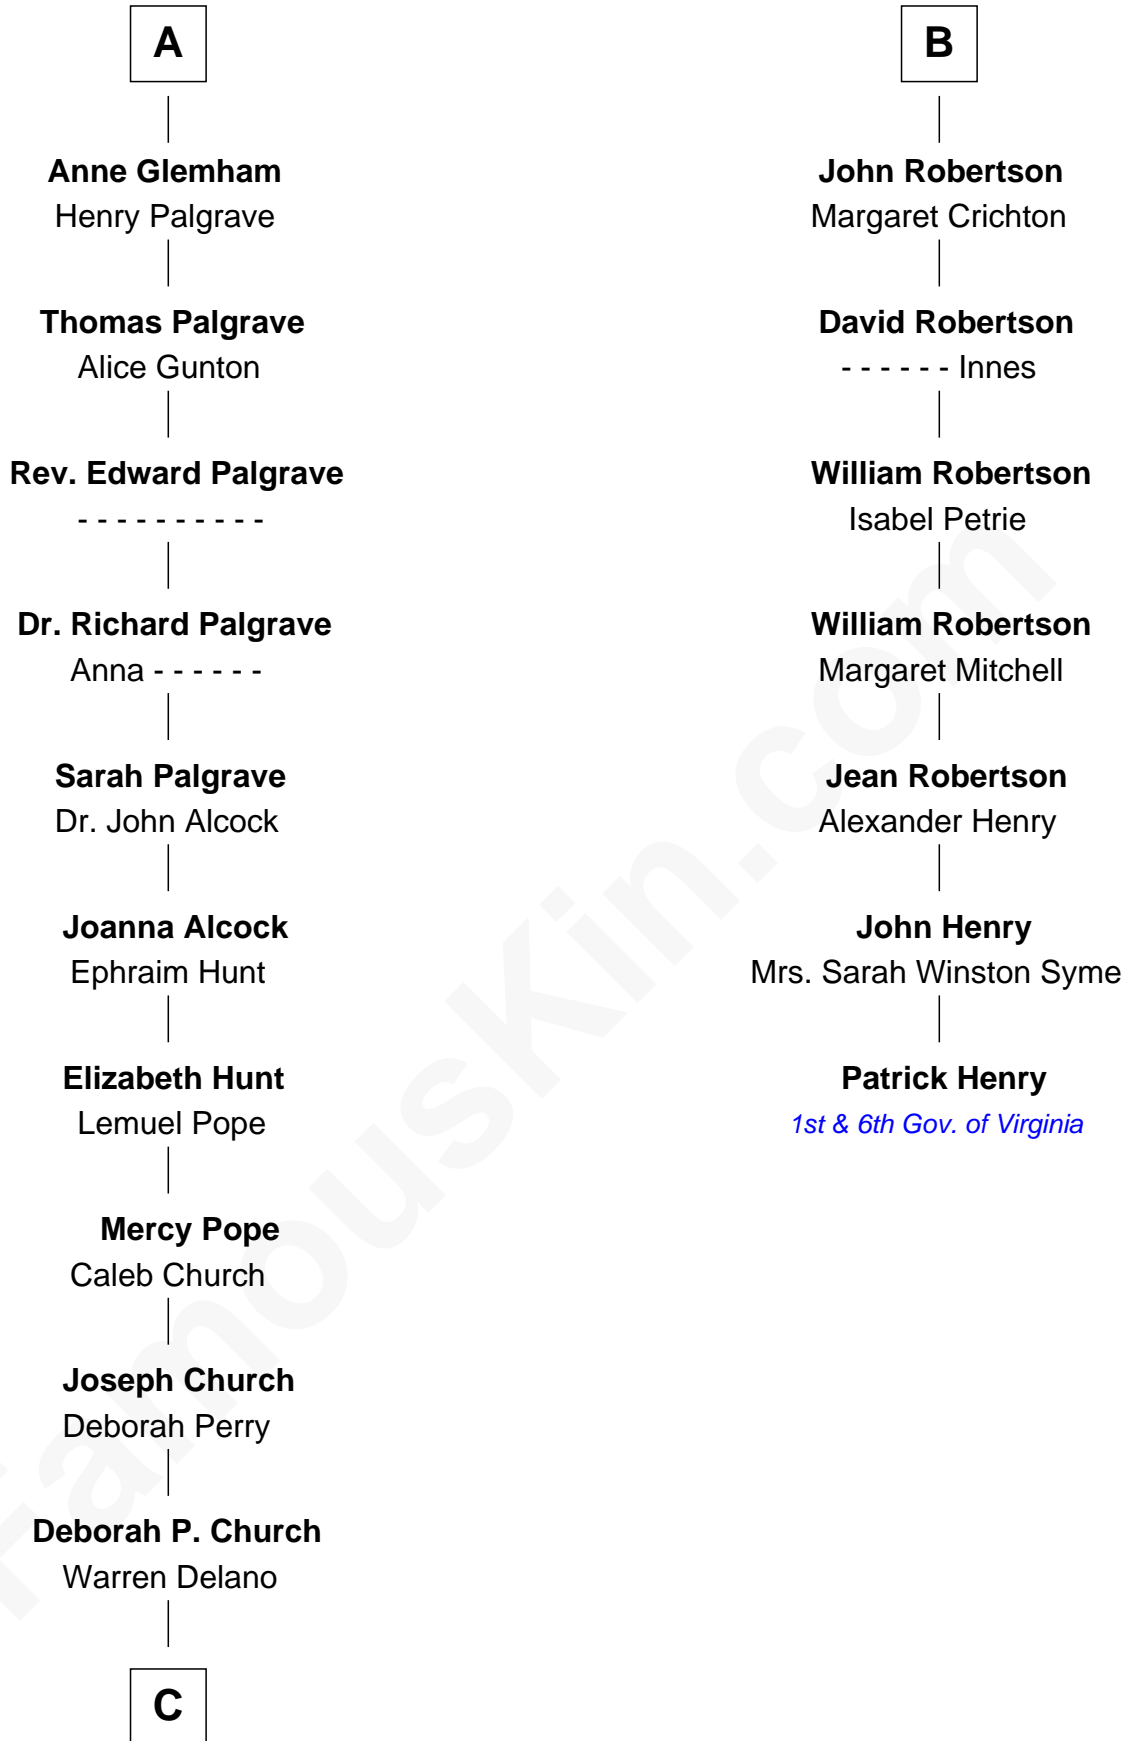 A
Anne Glemham
Henry Palgrave
Thomas Palgrave
Alice Gunton
Rev. Edward Palgrave
- - - - - - - - - -
Dr. Richard Palgrave
Anna - - - - - -
Sarah Palgrave
Dr. John Alcock
Joanna Alcock
Ephraim Hunt
Elizabeth Hunt
Lemuel Pope
Mercy Pope
Caleb Church
Joseph Church
Deborah Perry
Deborah P. Church
Warren Delano
C
B
John Robertson
Margaret Crichton
David Robertson
- - - - - - Innes
William Robertson
Isabel Petrie
William Robertson
Margaret Mitchell
Jean Robertson
Alexander Henry
John Henry
Mrs. Sarah Winston Syme
Patrick Henry
1st & 6th Gov. of Virginia
FamousKin.com